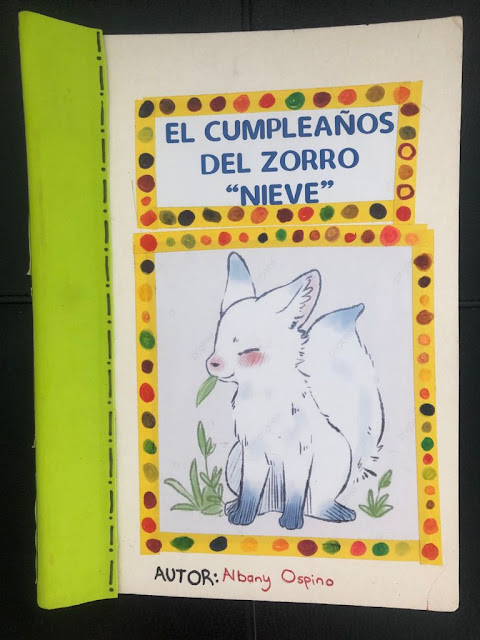 EL CUMPLEAÑOS
DEL ZORRO
“NIEVE”
AUTOR: Albany Ospino